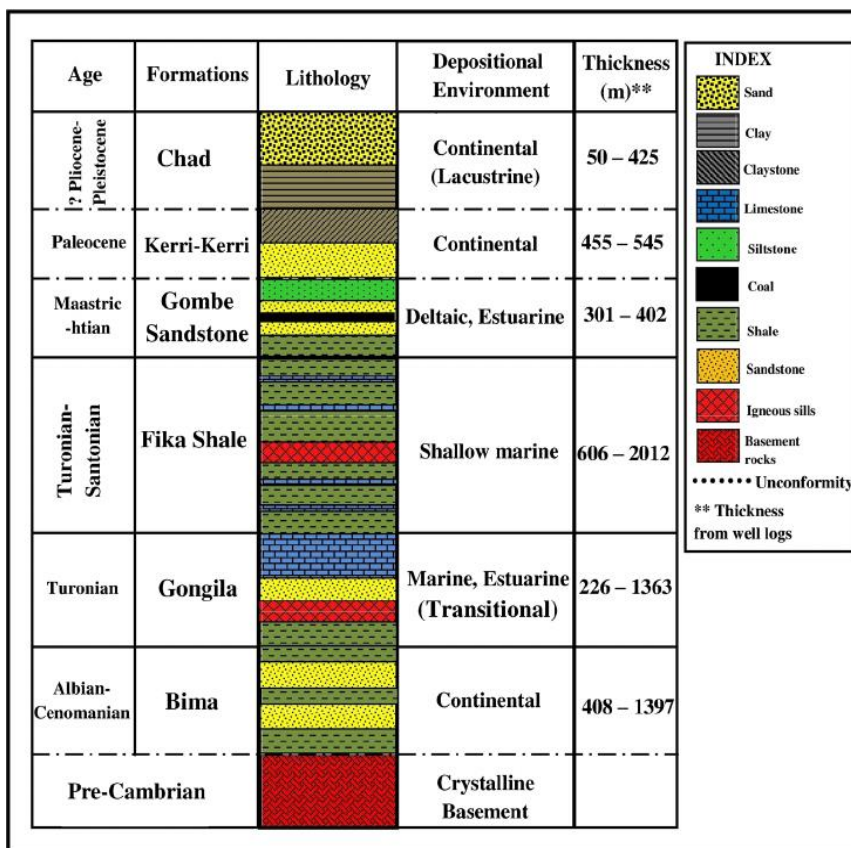 Age
Formations
Lithology
Depositional
Environment
Thickness
(m)**
? Pliocene-
Pleistocene
Chad
Continental
(Lacustrine)
50 – 425
Paleocene
Kerri-Kerri
Continental
455 – 545
Maastric
-htian
Gombe
Sandstone
Deltaic, Estuarine
301 – 402
Turonian-
Santonian
Fika Shale
Shallow marine
606 – 2012
Turonian
Gongila
Marine, Estuarine
(Transitional)
226 – 1363
Albian-
Cenomanian
Bima
Continental
408 – 1397
Pre-Cambrian
Crystalline
Basement
INDEX
Sand
Clay
Claystone
Limestone
Siltstone
Coal
Shale
Sandstone
Igneous sills
Basement
rocks
Unconformity
** Thickness
from well logs